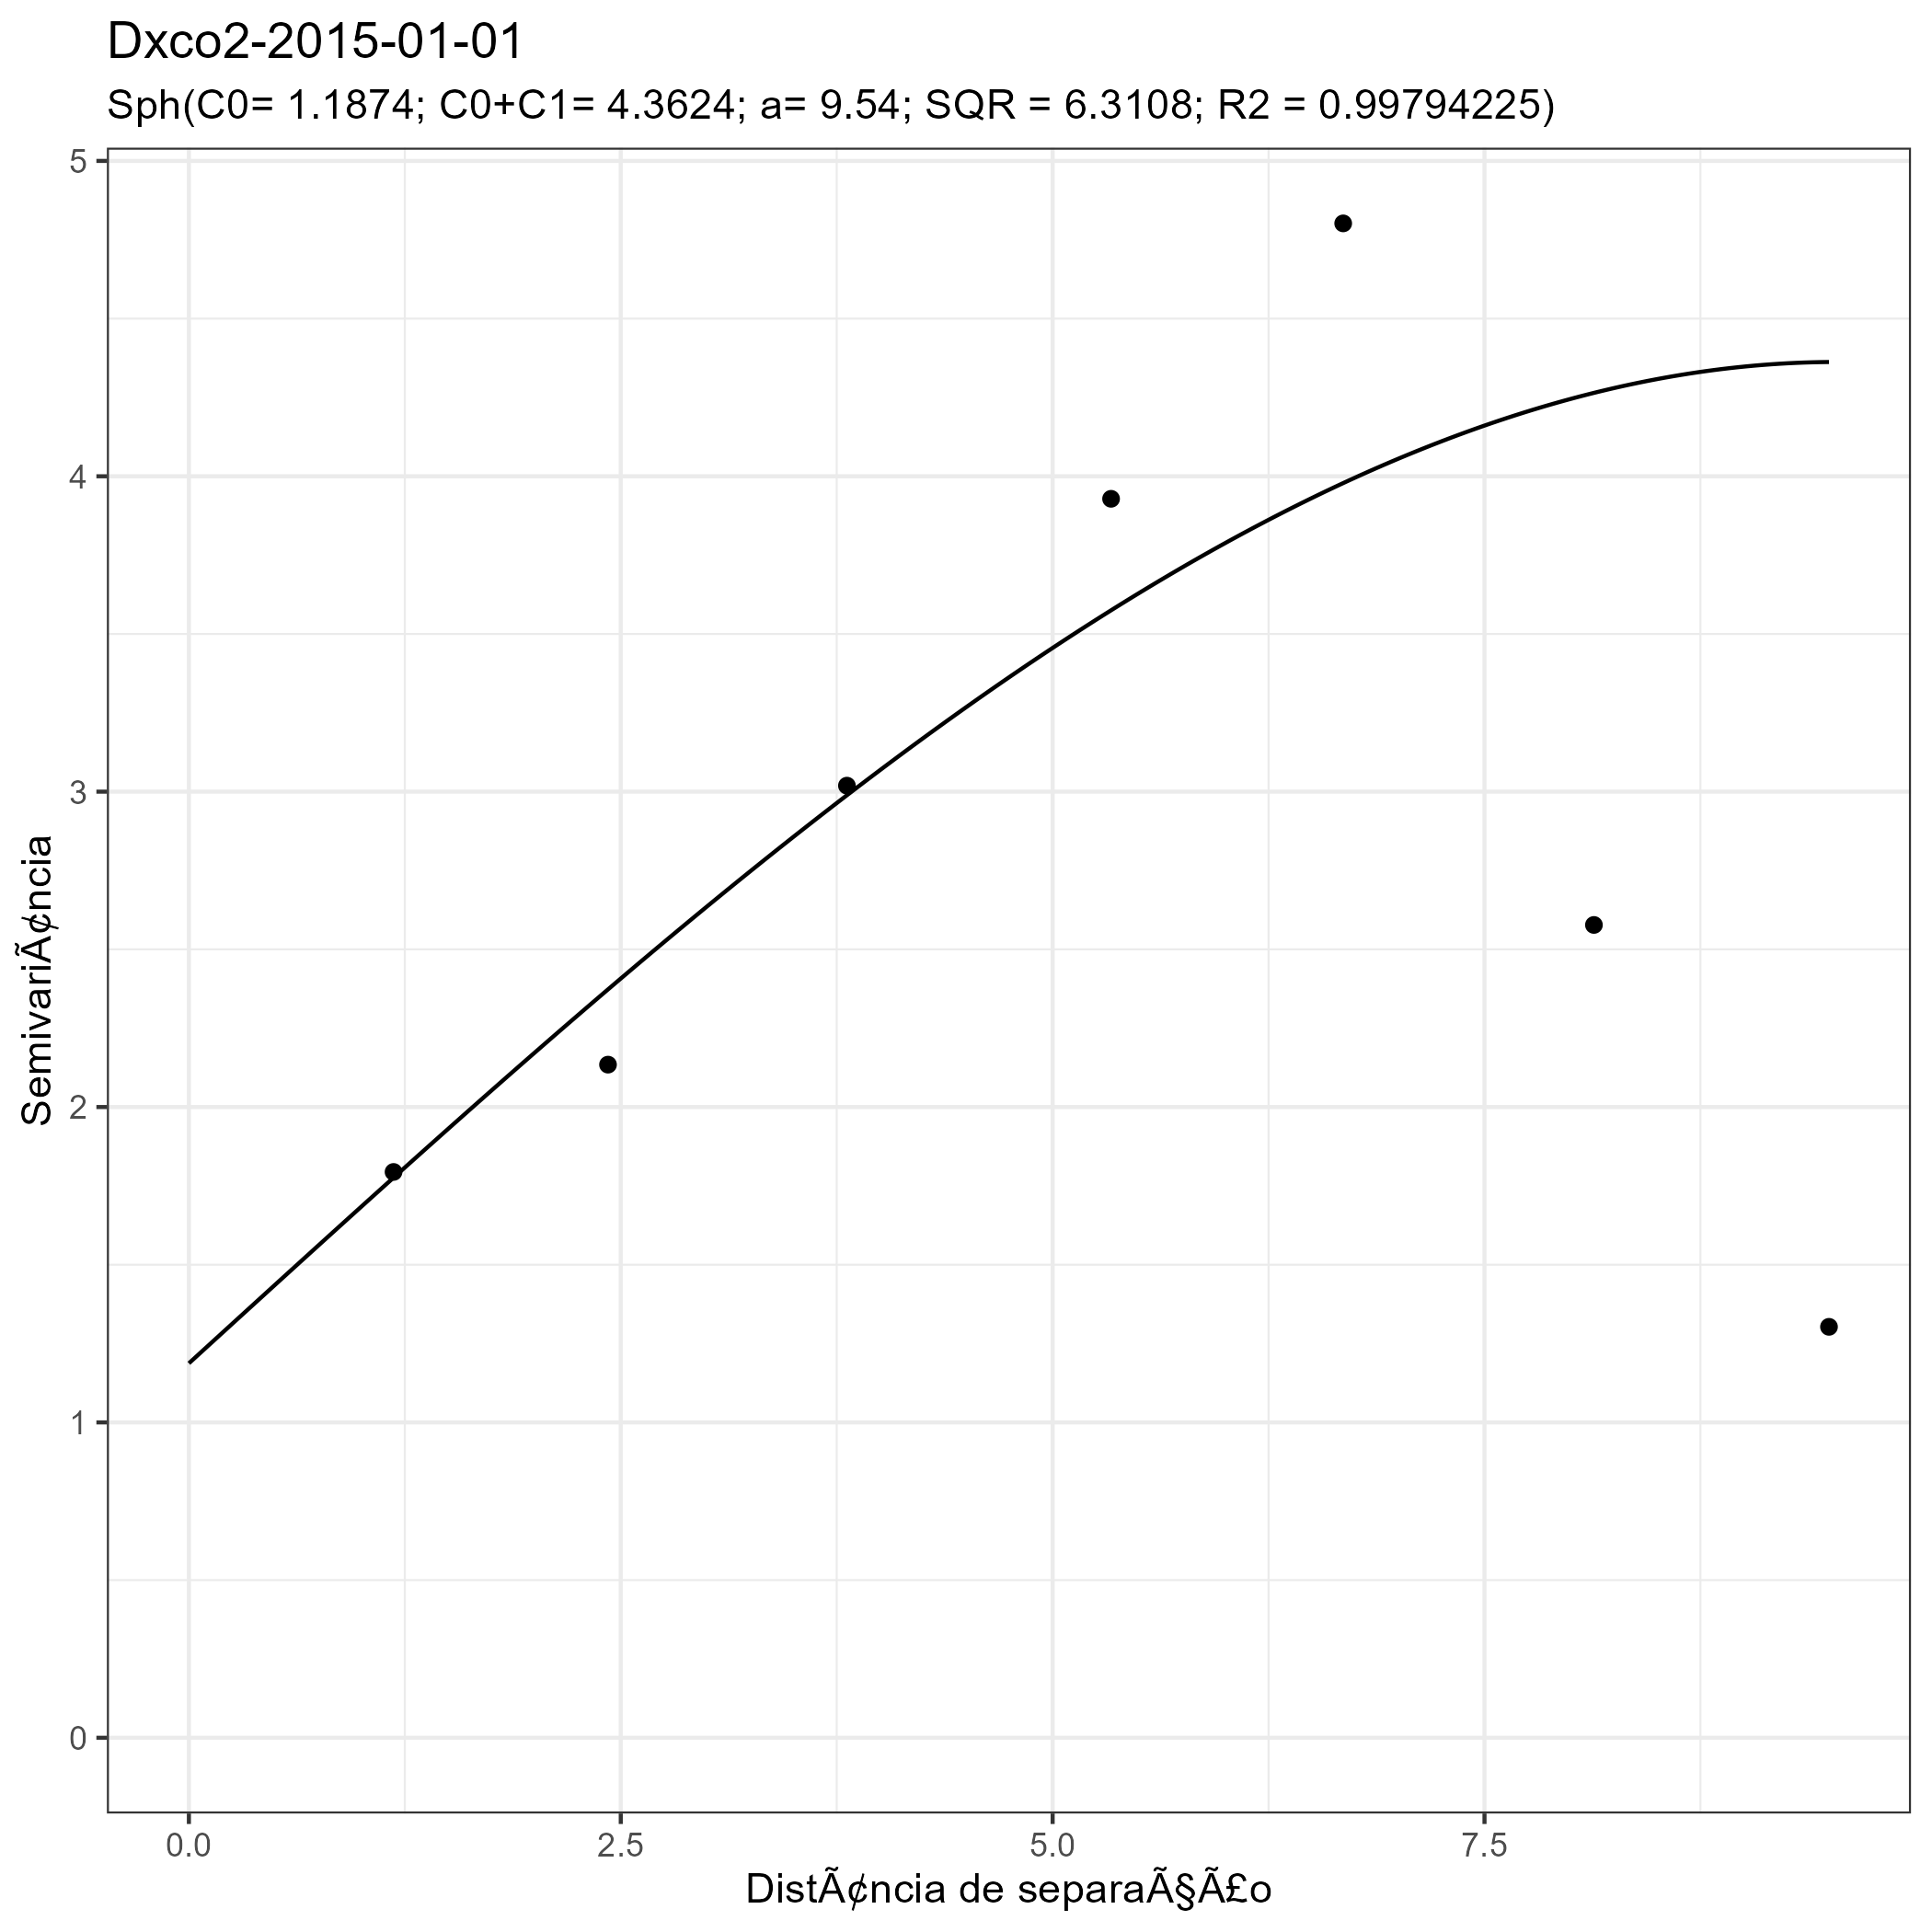 Dxco2-2015-01-01
Sph(C0= 1.1874; C0+C1= 4.3624; a= 9.54; SQR = 6.3108; R2 = 0.99794225)
5
4
3
2
1
0
SemivariÃ¢ncia
0.0 2.5 5.0 7.5
DistÃ¢ncia de separaÃ§Ã£o